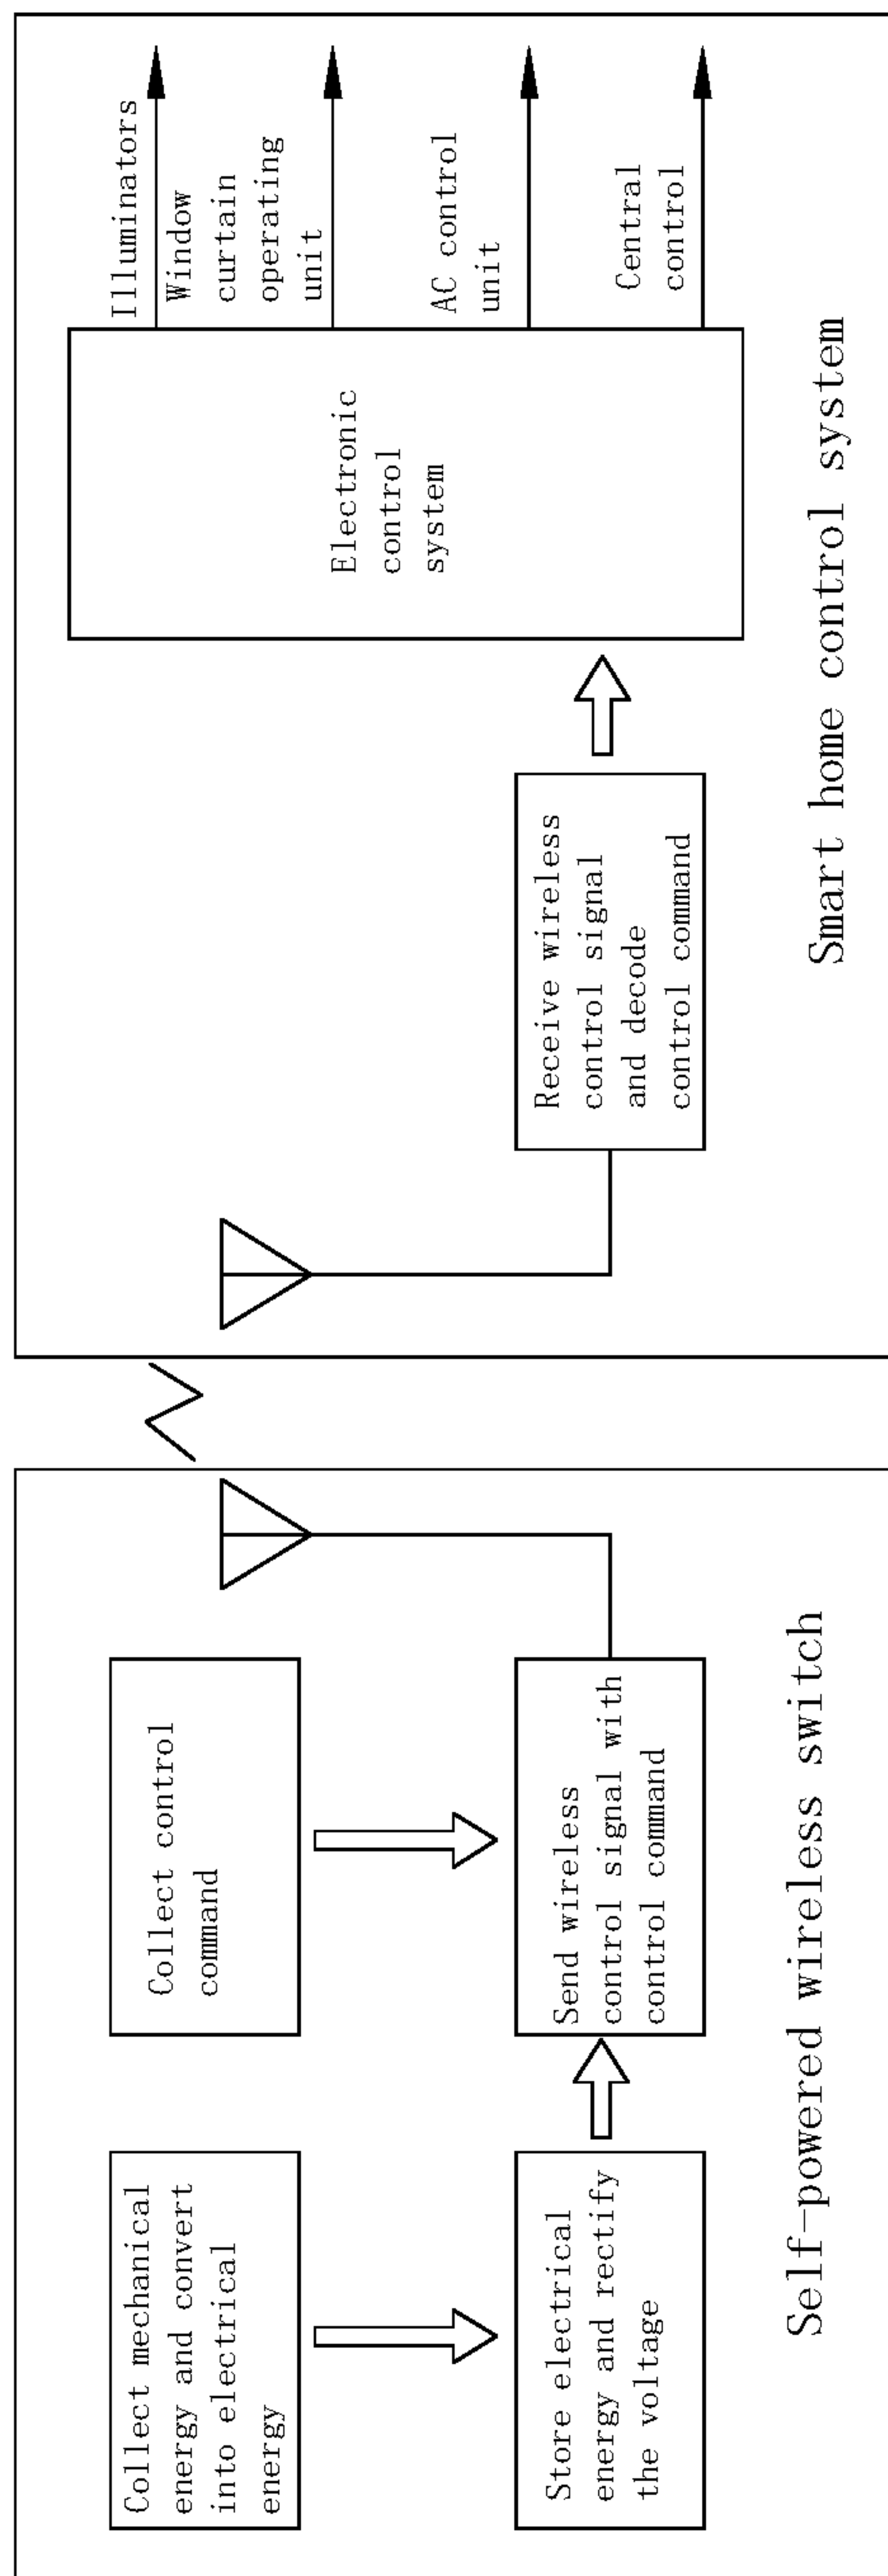 Collect mechanical
energy and convert
into electrical
energy
Collect control
command
Store electrical
energy and rectify
the voltage
Send wireless
control signal with
control command
Self-powered wireless switch
Receive wireless
control signal
and decode
control command
Electronic
control
system
Illuminators
Window
curtain
operating
unit
AC control
unit
Central
control
Smart home control system